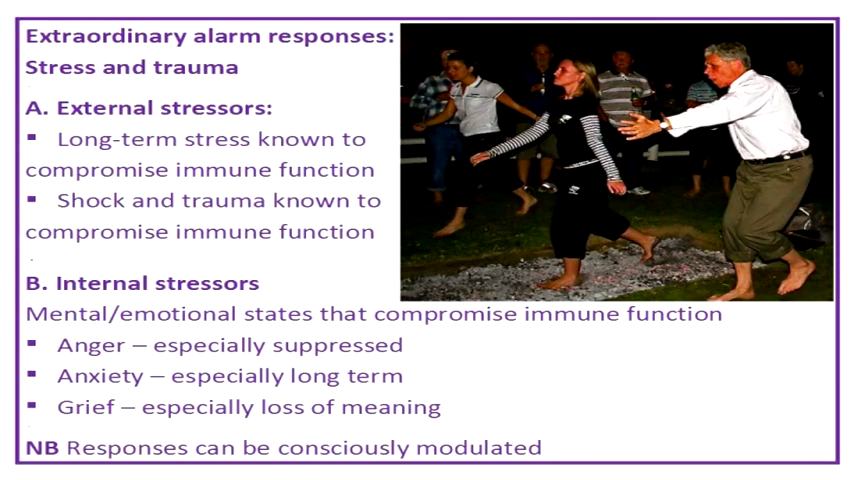 Extraordinary alarm responses:
Stress and trauma
A. External stressors:
▪ Long-term stress known to
compromise immune function
▪ Shock and trauma known to
compromise immune function
B. Internal stressors
Mental/emotional states that compromise immune function
▪ Anger – especially suppressed
▪ Anxiety – especially long term
▪ Grief – especially loss of meaning
NB Responses can be consciously modulated